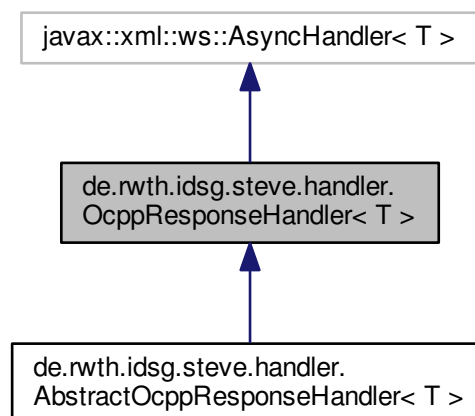 javax::xml::ws::AsyncHandler< T >
de.rwth.idsg.steve.handler.
OcppResponseHandler< T >
de.rwth.idsg.steve.handler.
AbstractOcppResponseHandler< T >